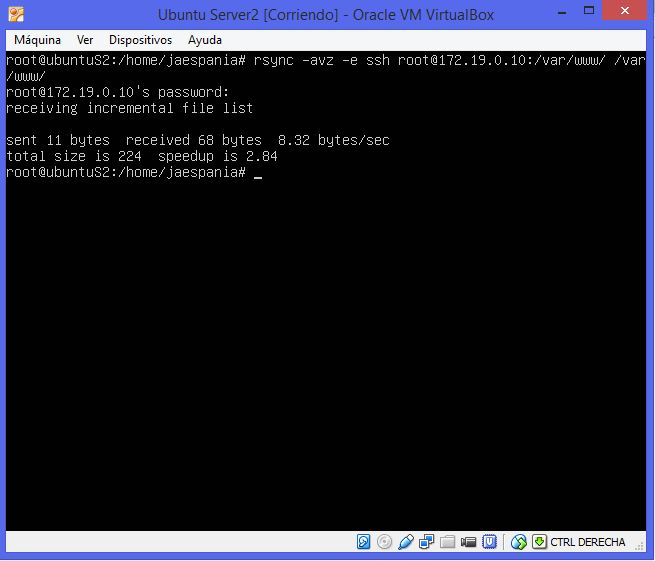 Ubuntu Server2 [Corriendo] - Oracle VM VirtualBox
Máquina Ver Dispositivos Ayuda
root@ubuntuS2:/home/jaespania# rsync -avz -e ssh root@172.19.0.10:/var/www/ /var
/www/
root@172.19.0.10's password:
receiving incremental file list
sent 11 bytes  received 68 bytes  8.32 bytes/sec
total size is 224  speedup is 2.84
root@ubuntuS2:/home/jaespania# _
CTRL DERECHA